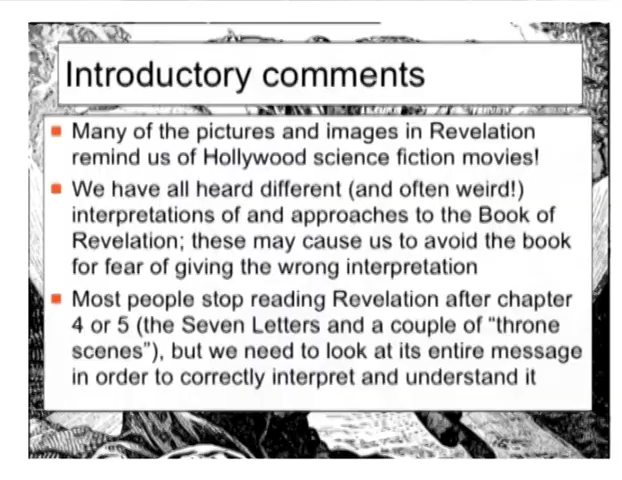 Introductory comments
Many of the pictures and images in Revelation
remind us of Hollywood science fiction movies!
We have all heard different (and often weird!)
interpretations of and approaches to the Book of
Revelation; these may cause us to avoid the book
for fear of giving the wrong interpretation
Most people stop reading Revelation after chapter
4 or 5 (the Seven Letters and a couple of “throne
scenes”), but we need to look at its entire message
in order to correctly interpret and understand it